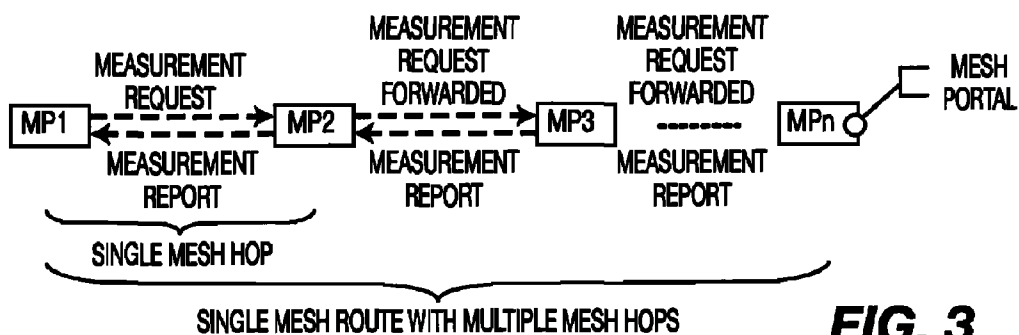 MEASUREMENT
REQUEST
MEASUREMENT
REQUEST
FORWARDED
MEASUREMENT
REQUEST
FORWARDED
MESH
PORTAL
MP1
MP2
MP3
MPn
MEASUREMENT
REPORT
MEASUREMENT
REPORT
MEASUREMENT
REPORT
SINGLE MESH HOP
SINGLE MESH ROUTE WITH MULTIPLE MESH HOPS
FIG. 3